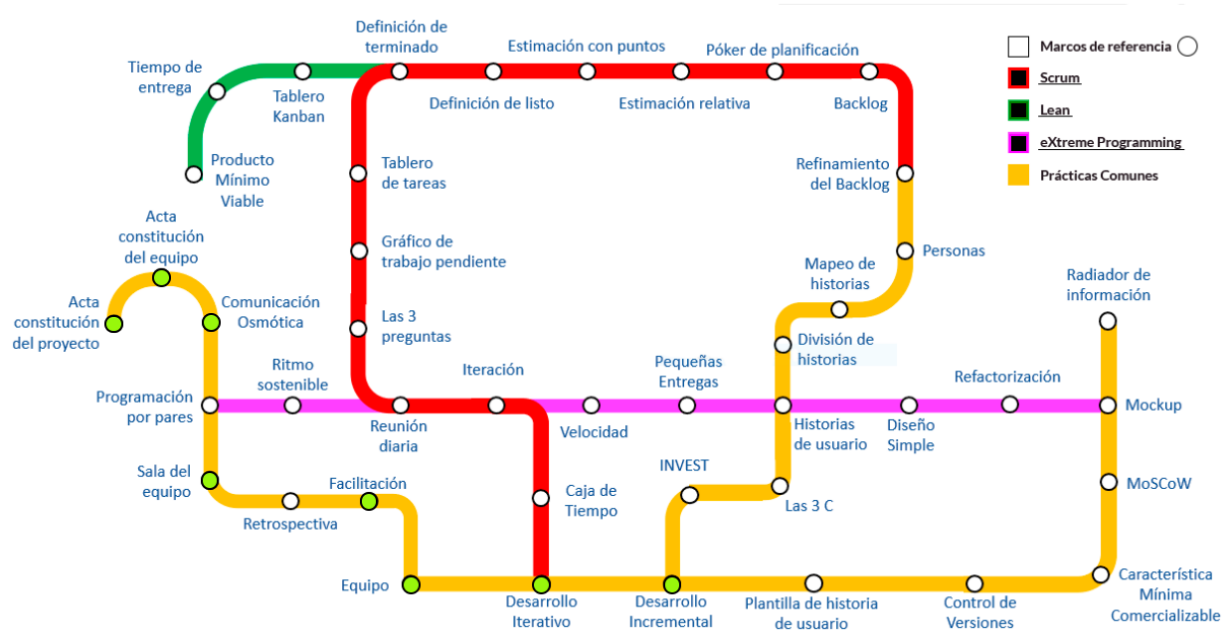 Definición de
terminado
Estimación con puntos
Póker de planificación
Marcos de referencia
Tiempo de
entrega
Tablero
Kanban
Definición de listo
Estimación relativa
Backlog
Scrum
Lean
eXtreme Programming
Prácticas Comunes
Producto
Mínimo
Viable
Tablero
de tareas
Refinamiento
del Backlog
Acta
constitución
del equipo
Gráfico de
trabajo pendiente
Personas
Mapeo de
historias
Radiador de
información
Acta
constitución
del proyecto
Comunicación
Osmótica
Las 3
preguntas
División de
historias
Ritmo
sostenible
Iteración
Pequeñas
Entregas
Refactorización
Programación
por pares
Reunión
diaria
Velocidad
Historias
de usuario
Diseño
Simple
Mockup
Sala del
equipo
Facilitación
INVEST
MoSCoW
Retrospectiva
Caja de
Tiempo
Las 3 C
Equipo
Desarrollo
Iterativo
Desarrollo
Incremental
Plantilla de historia
de usuario
Control de
Versiones
Característica
Mínima
Comercializable